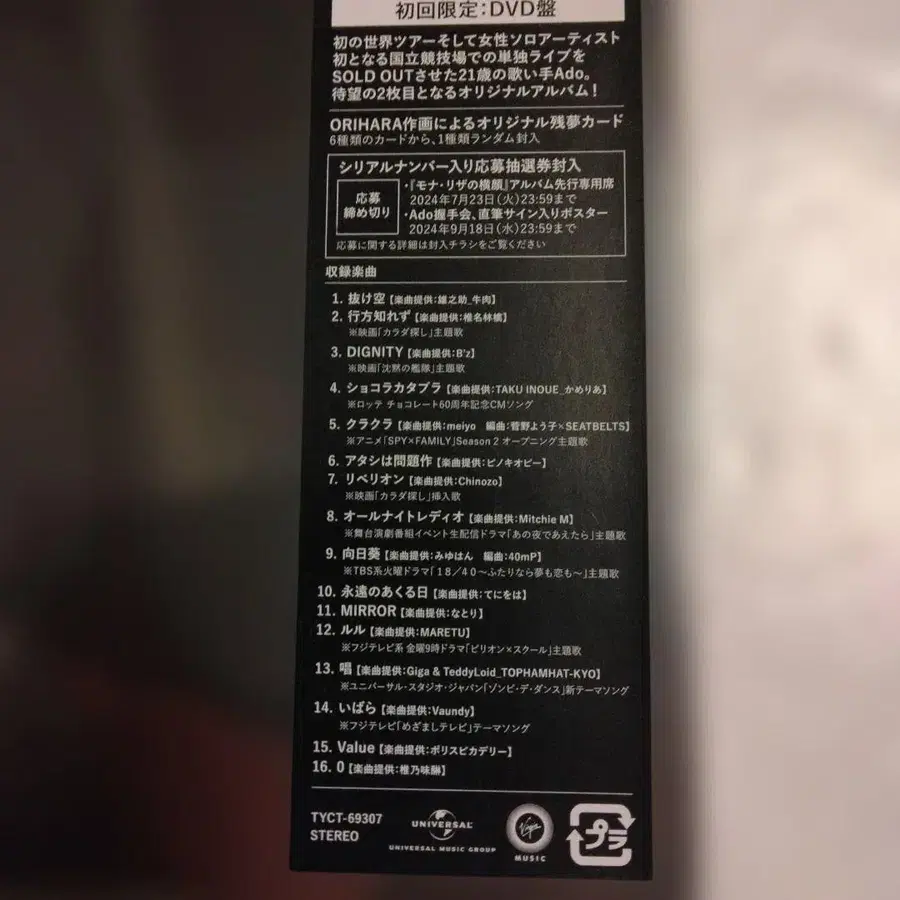 初回限定:DVD盤
初の世界ツアーそして女性ソロアーティスト
初となる国立競技場での単独ライブを
SOLD OUTさせた21歳の歌い手Ado。
待望の2枚目となるオリジナルアルバム！
ORIHARA作画によるオリジナル残夢カード
6種類のカードから、1種類ランダム封入
シリアルナンバー入り応募抽選券封入
応募
締め切り
・『モナ・リザの横顔』アルバム先行専用席
2024年7月23日(火)23:59まで
・Ado握手会、直筆サイン入りポスター
2024年9月18日(水)23:59まで
応募に関する詳細は封入チラシをご覧ください
収録楽曲
1. 抜け空【楽曲提供:雄之助_牛肉】
2. 行方知れず【楽曲提供:椎名林檎】
※映画「カラダ探し」主題歌
3. DIGNITY【楽曲提供:B'z】
※映画「沈黙の艦隊」主題歌
4. ショコラカタブラ【楽曲提供:TAKU INOUE_かめりあ】
※ロッテ チョコレート60周年記念CMソング
5. クラクラ【楽曲提供:meiyo 編曲:菅野よう子×SEATBELTS】
※アニメ「SPY×FAMILY」Season 2 オープニング主題歌
6. アタシは問題作【楽曲提供:ピノキオピー】
7. リベリオン【楽曲提供:Chinozo】
※映画「カラダ探し」挿入歌
8. オールナイトレディオ【楽曲提供:Mitchie M】
※舞台演劇番組イベント生配信ドラマ「あの夜であえたら」主題歌
9. 向日葵【楽曲提供:みゆはん 編曲:40mP】
※TBS系火曜ドラマ「18／40〜ふたりなら夢も恋も〜」主題歌
10. 永遠のあくる日【楽曲提供:てにをは】
11. MIRROR【楽曲提供:なとり】
12. ルル【楽曲提供:MARETU】
※フジテレビ系 金曜9時ドラマ「ビリオン×スクール」主題歌
13. 唱【楽曲提供:Giga & TeddyLoid_TOPHAMHAT-KYO】
※ユニバーサル・スタジオ・ジャパン「ゾンビ・デ・ダンス」新テーマソング
14. いばら【楽曲提供:Vaundy】
※フジテレビ「めざましテレビ」テーマソング
15. Value【楽曲提供:ポリスピカデリー】
16. 0【楽曲提供:椎乃味醂】
TYCT-69307
STEREO
UNIVERSAL
UNIVERSAL MUSIC GROUP
Virgin
MUSIC
プラ